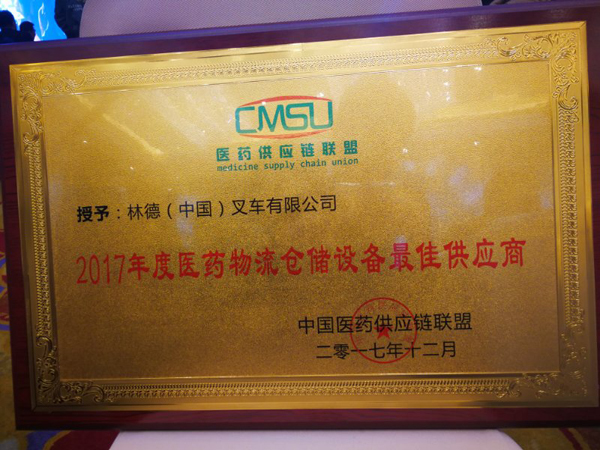 CMSU
医药供应链联盟
medicine supply chain union
授予：林德（中国）叉车有限公司
2017年度医药物流仓储设备最佳供应商
中国医药供应链联盟
二零一七年十二月